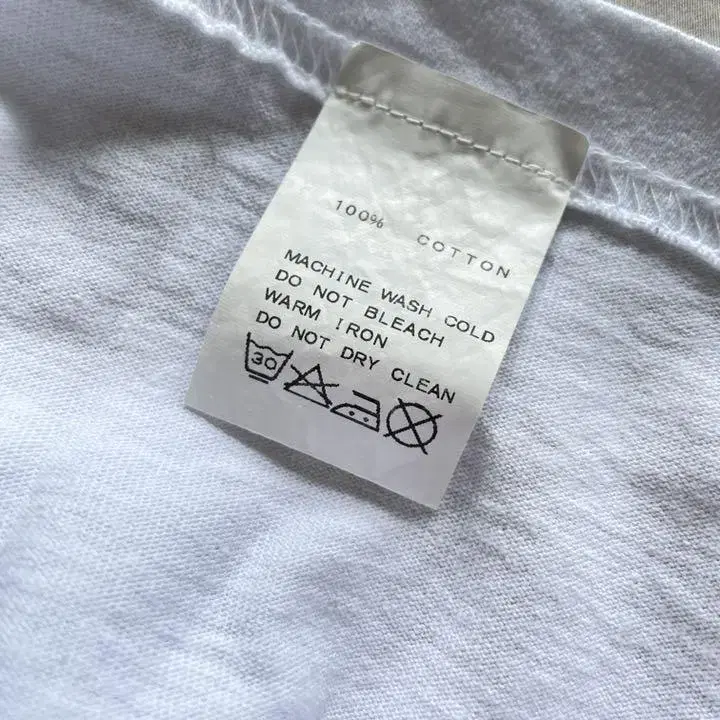 100% COTTON
MACHINE WASH COLD
DO NOT BLEACH
WARM IRON
DO NOT DRY CLEAN
30